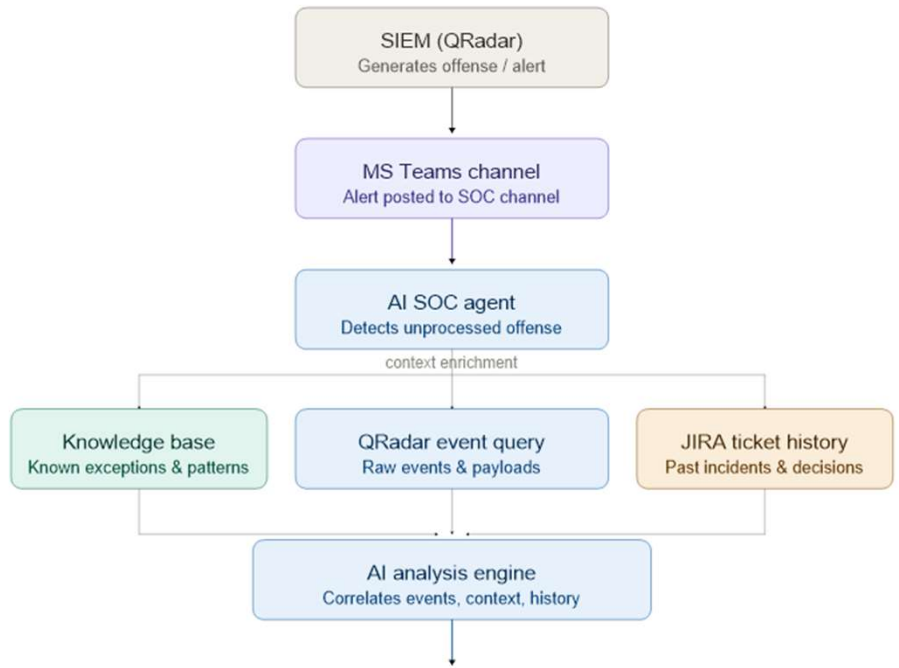 SIEM (QRadar)
Generates offense / alert
MS Teams channel
Alert posted to SOC channel
AI SOC agent
Detects unprocessed offense
context enrichment
Knowledge base
Known exceptions & patterns
QRadar event query
Raw events & payloads
JIRA ticket history
Past incidents & decisions
AI analysis engine
Correlates events, context, history